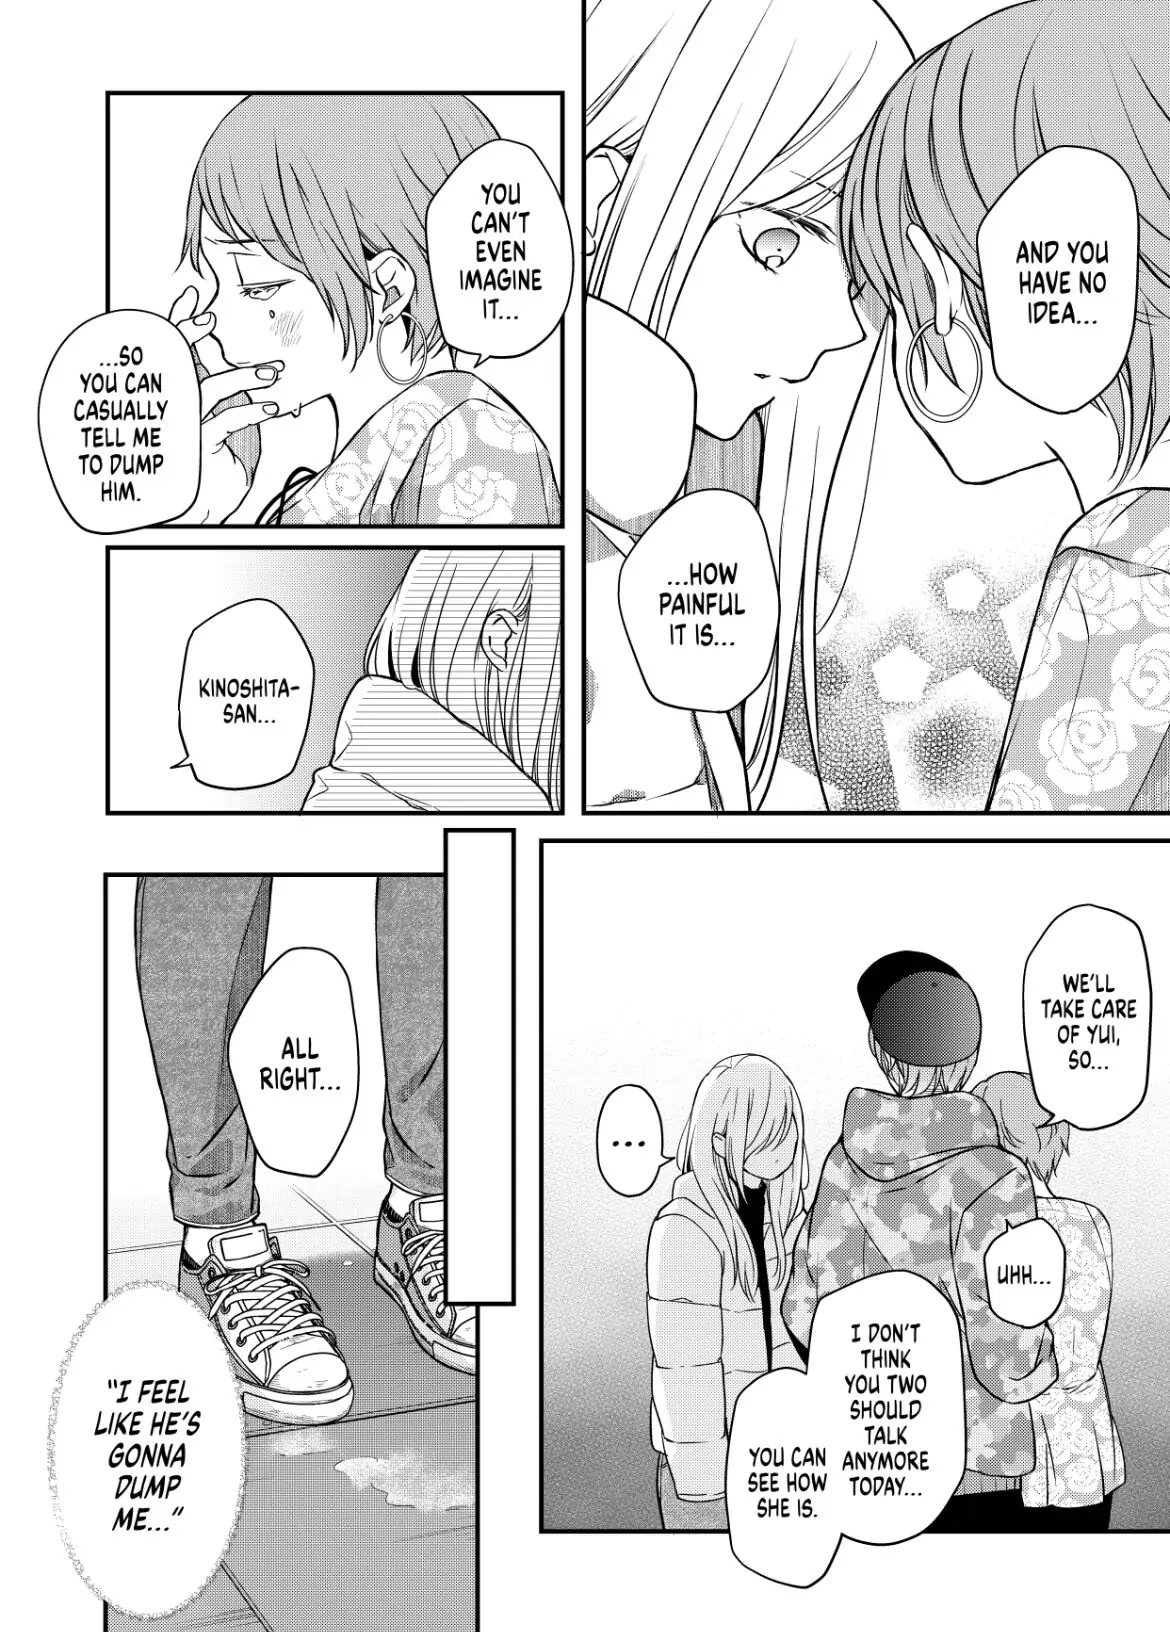 AND YOU
HAVE NO
IDEA...
...HOW
PAINFUL
IT IS...
YOU
CAN'T
EVEN
IMAGINE
IT...
...SO
YOU CAN
CASUALLY
TELL ME
TO DUMP
HIM.
KINOSHITA-
SAN...
WE'LL
TAKE CARE
OF YUI,
SO...
...
UHH...
I DON'T
THINK
YOU TWO
SHOULD
TALK
ANYMORE
TODAY...
YOU CAN
SEE HOW
SHE IS.
ALL
RIGHT...
"I FEEL
LIKE HE'S
GONNA
DUMP
ME..."